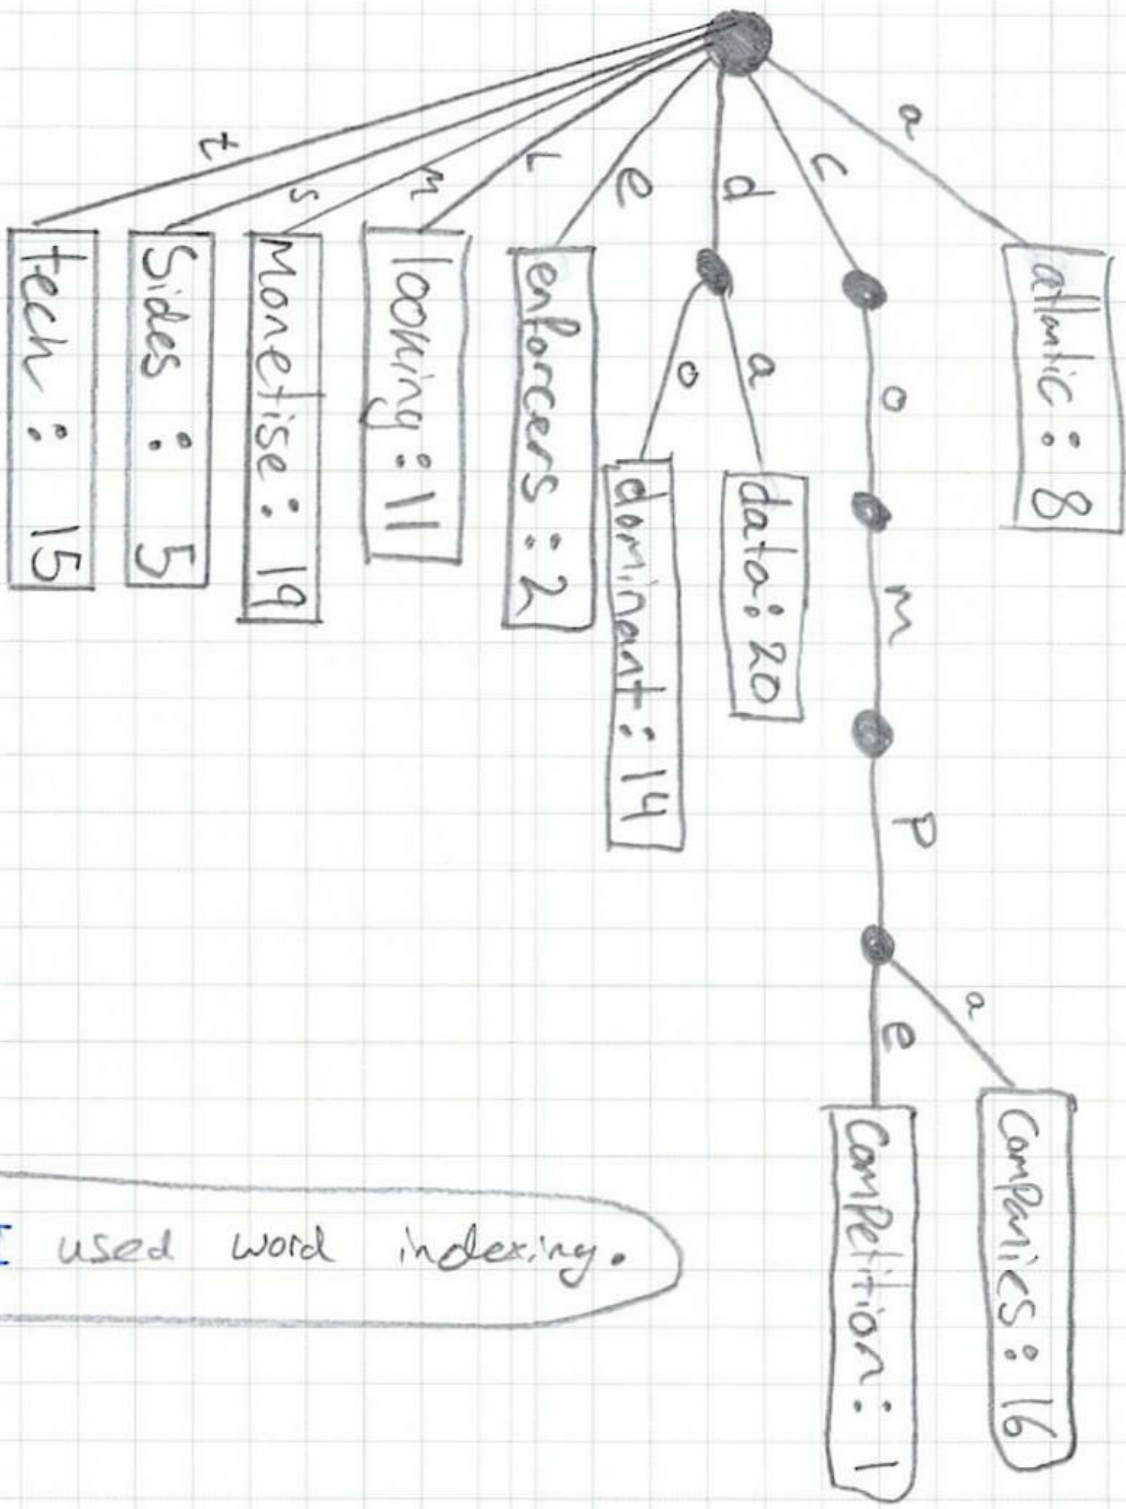 a
c
d
e
L
M
s
t
o
m
P
a
e
a
o
atlantic : 8
Companies : 16
Competition : 1
data : 20
dominant : 14
enforcers : 2
looking : 11
Monetise : 19
Sides : 5
tech : 15
I used word indexing.